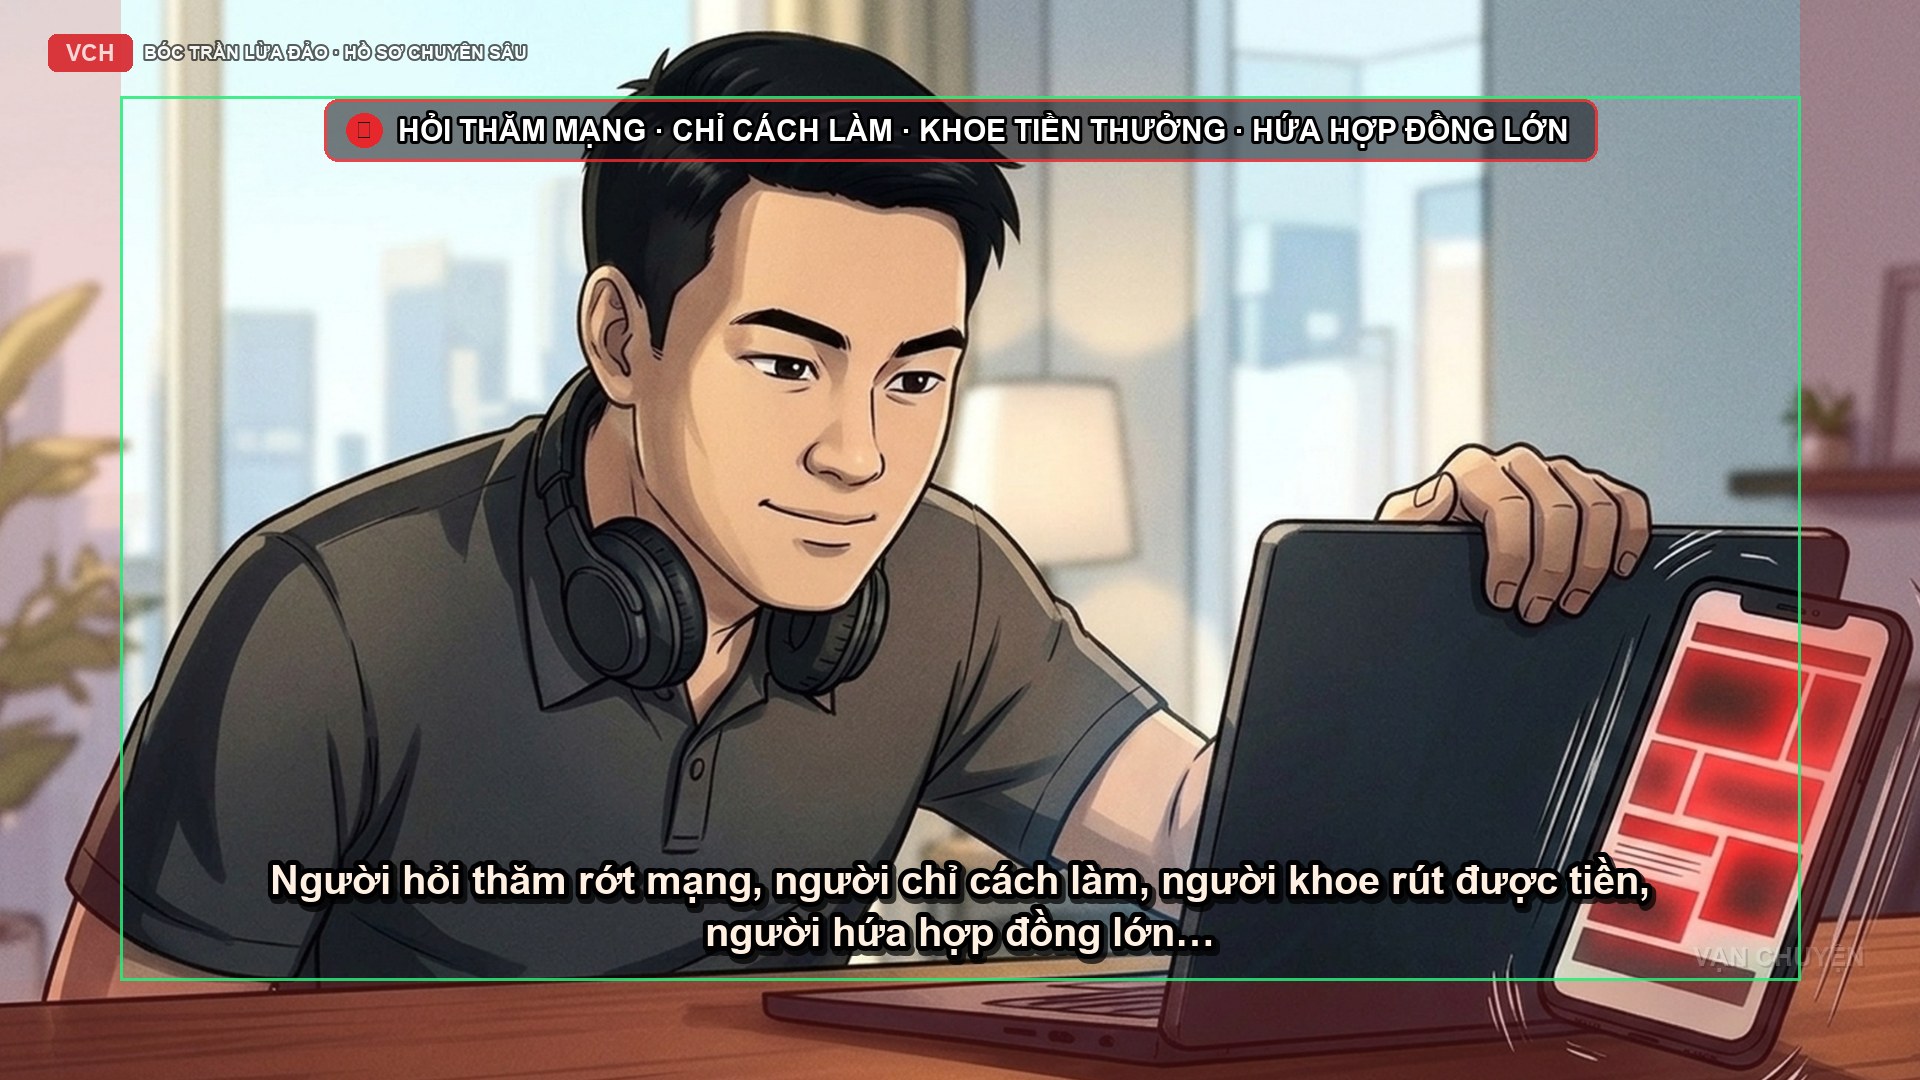 VCH BÓC TRẦN LỪA ĐẢO · HỒ SƠ CHUYÊN SÂU
HỎI THĂM MẠNG · CHỈ CÁCH LÀM · KHOE TIỀN THƯỞNG · HỨA HỢP ĐỒNG LỚN
Người hỏi thăm rớt mạng, người chỉ cách làm, người khoe rút được tiền,
người hứa hợp đồng lớn...
VẠN CHUYỆN